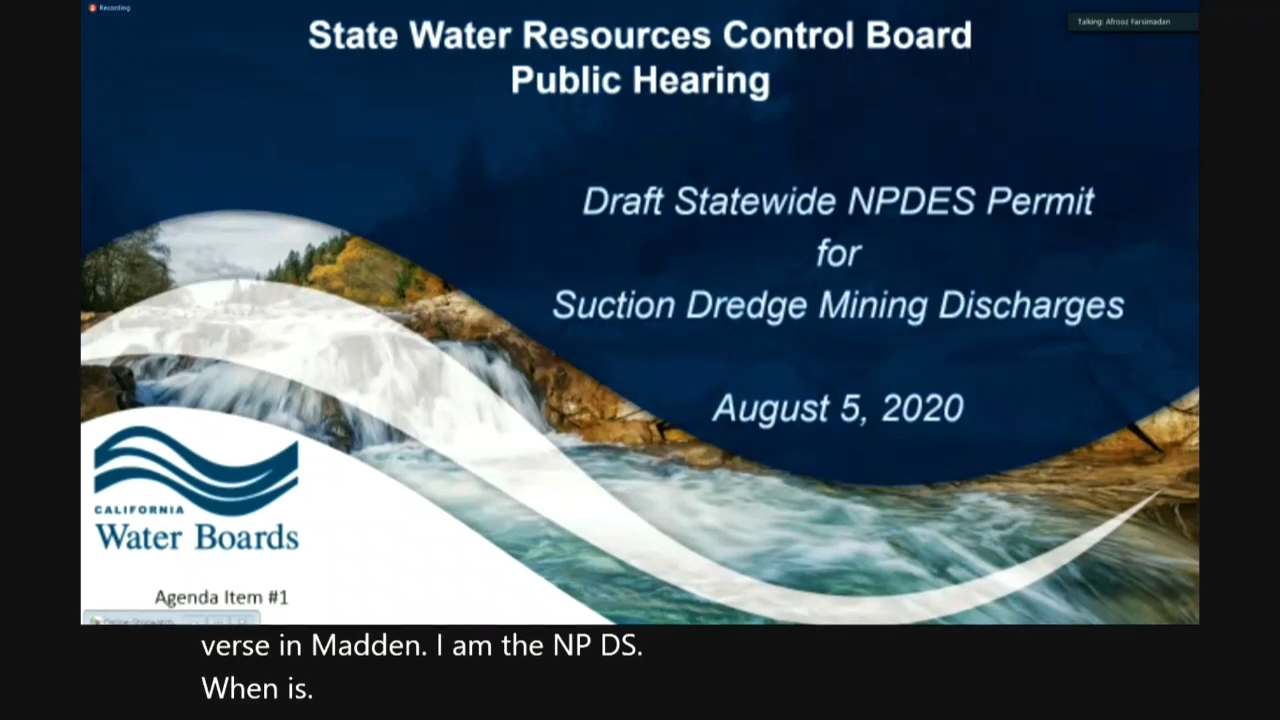 Recording
Talking: Afrooz Farsimadan
State Water Resources Control Board
Public Hearing
Draft Statewide NPDES Permit
for
Suction Dredge Mining Discharges
August 5, 2020
CALIFORNIA
Water Boards
Agenda Item #1
verse in Madden. I am the NP DS.
When is.